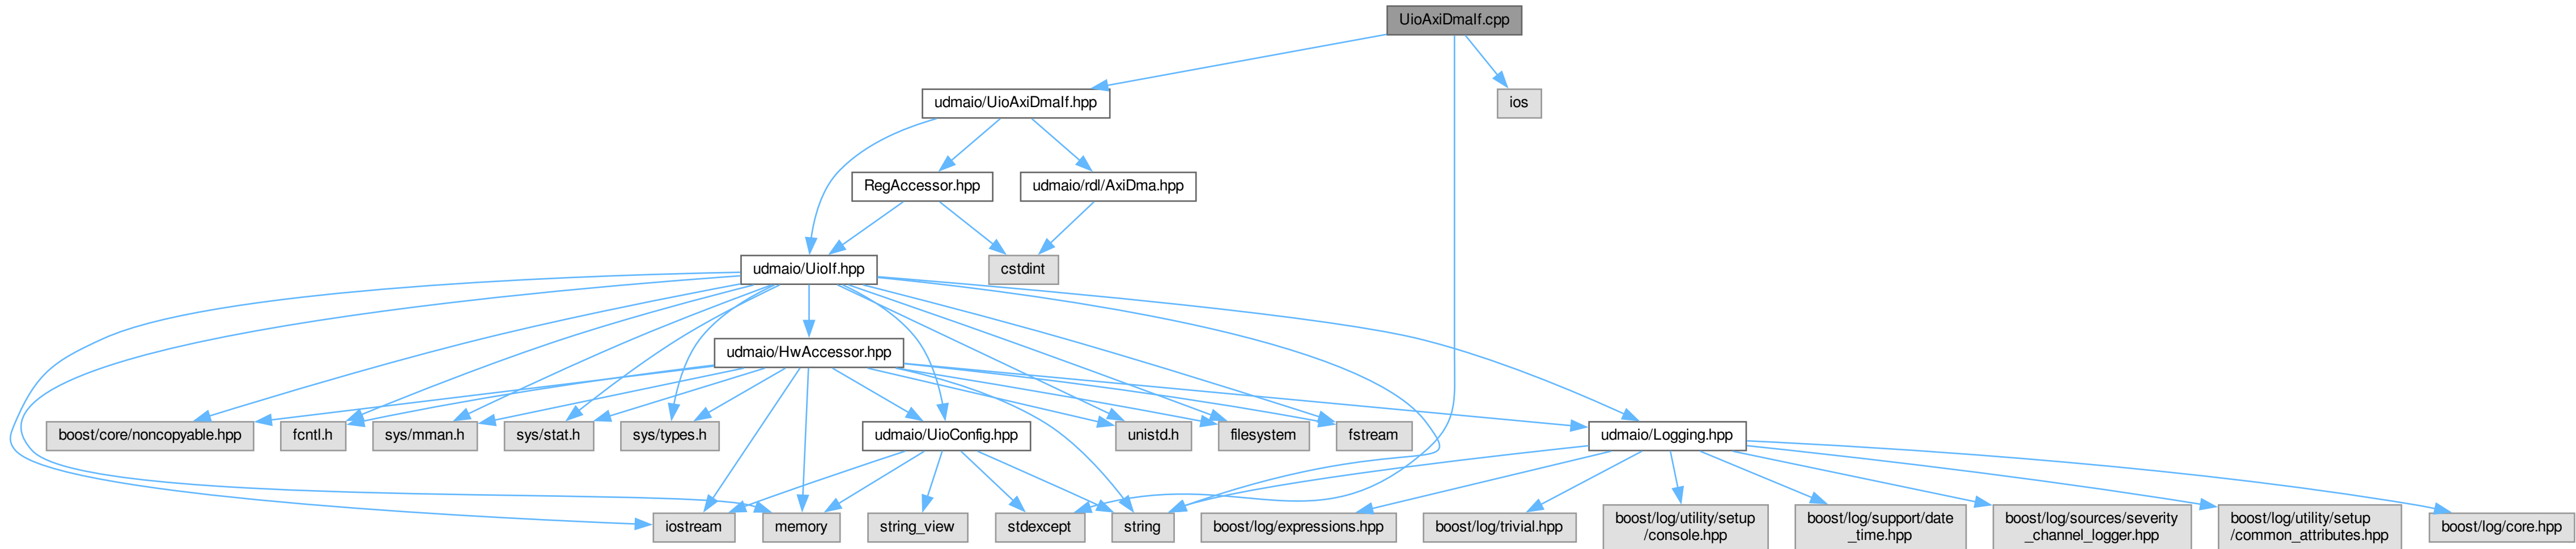 UioAxiDmaIf.cpp
udmaio/UioAxiDmaIf.hpp
ios
RegAccessor.hpp
udmaio/rdl/AxiDma.hpp
udmaio/UioIf.hpp
cstdint
udmaio/HwAccessor.hpp
boost/core/noncopyable.hpp
fcntl.h
sys/mman.h
sys/stat.h
sys/types.h
udmaio/UioConfig.hpp
unistd.h
filesystem
fstream
udmaio/Logging.hpp
iostream
memory
string_view
stdexcept
string
boost/log/expressions.hpp
boost/log/trivial.hpp
boost/log/utility/setup
/console.hpp
boost/log/support/date
_time.hpp
boost/log/sources/severity
_channel_logger.hpp
boost/log/utility/setup
/common_attributes.hpp
boost/log/core.hpp